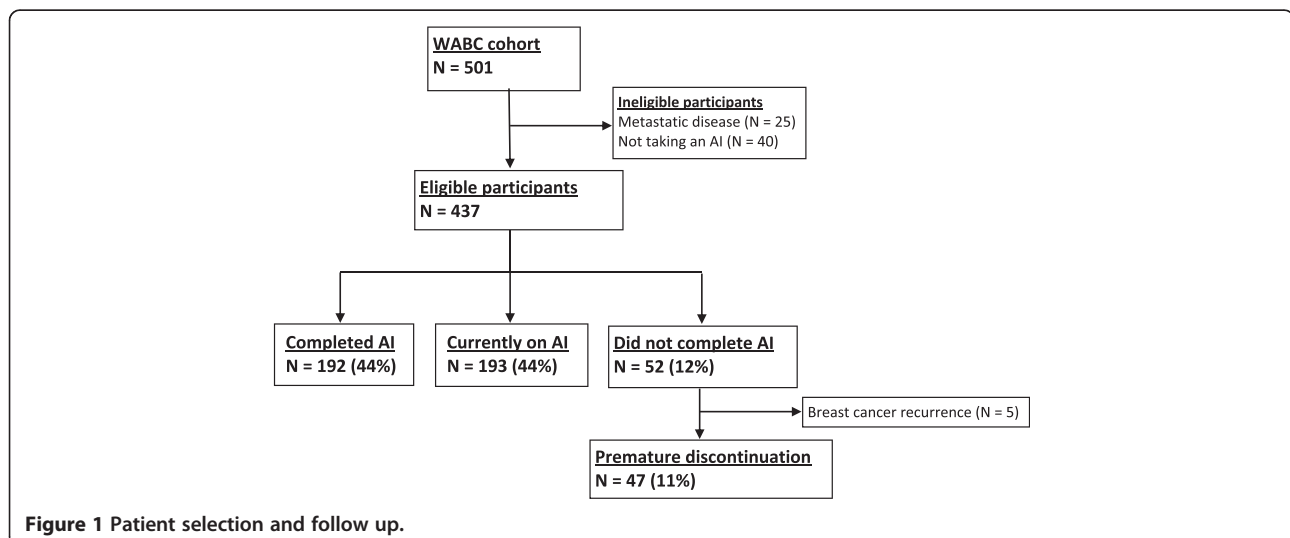 WABC cohort
N = 501
Ineligible participants
Metastatic disease (N = 25)
Not taking an AI (N = 40)
Eligible participants
N = 437
Completed AI
N = 192 (44%)
Currently on AI
N = 193 (44%)
Did not complete AI
N = 52 (12%)
Breast cancer recurrence (N = 5)
Premature discontinuation
N = 47 (11%)
Figure 1 Patient selection and follow up.